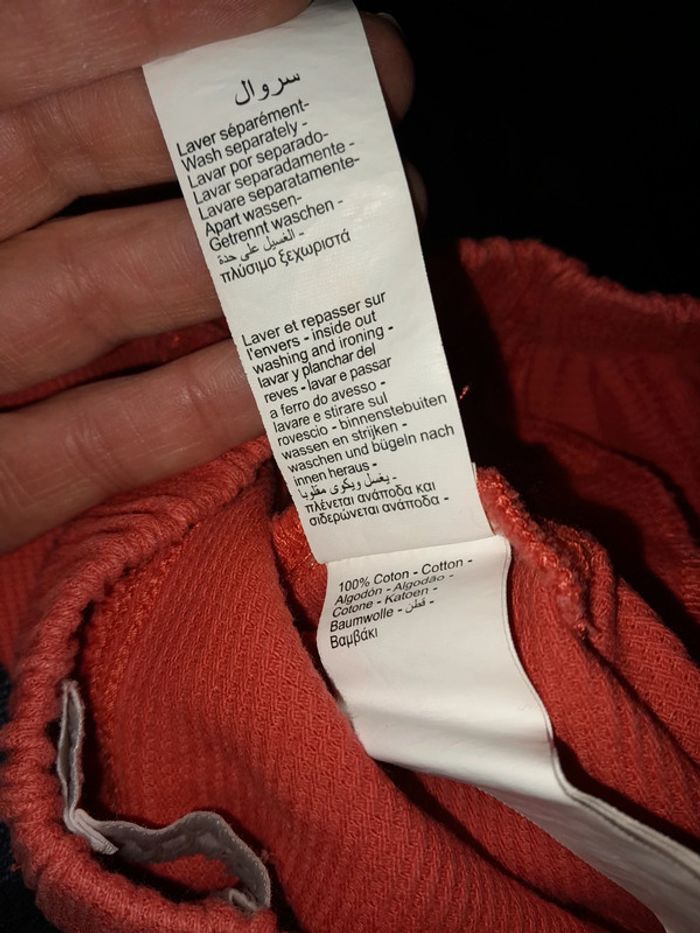 سروال
Laver séparément-
Wash separately -
Lavar por separado-
Lavar separadamente -
Lavare separatamente-
Apart wassen-
Getrennt waschen -
الغسيل على حدة -
πλύσιμο ξεχωριστά
Laver et repasser sur
l'envers - inside out
washing and ironing -
lavar y planchar del
reves - lavar e passar
a ferro do avesso -
lavare e stirare sul
rovescio - binnenstebuiten
wassen en strijken -
waschen und bügeln nach
innen heraus -
يغسل ويكوى مقلوبا -
πλένεται ανάποδα και
σιδερώνεται ανάποδα -
100% Coton - Cotton -
Algodón - Algodão -
Cotone - Katoen -
Baumwolle - قطن -
Βαμβάκι